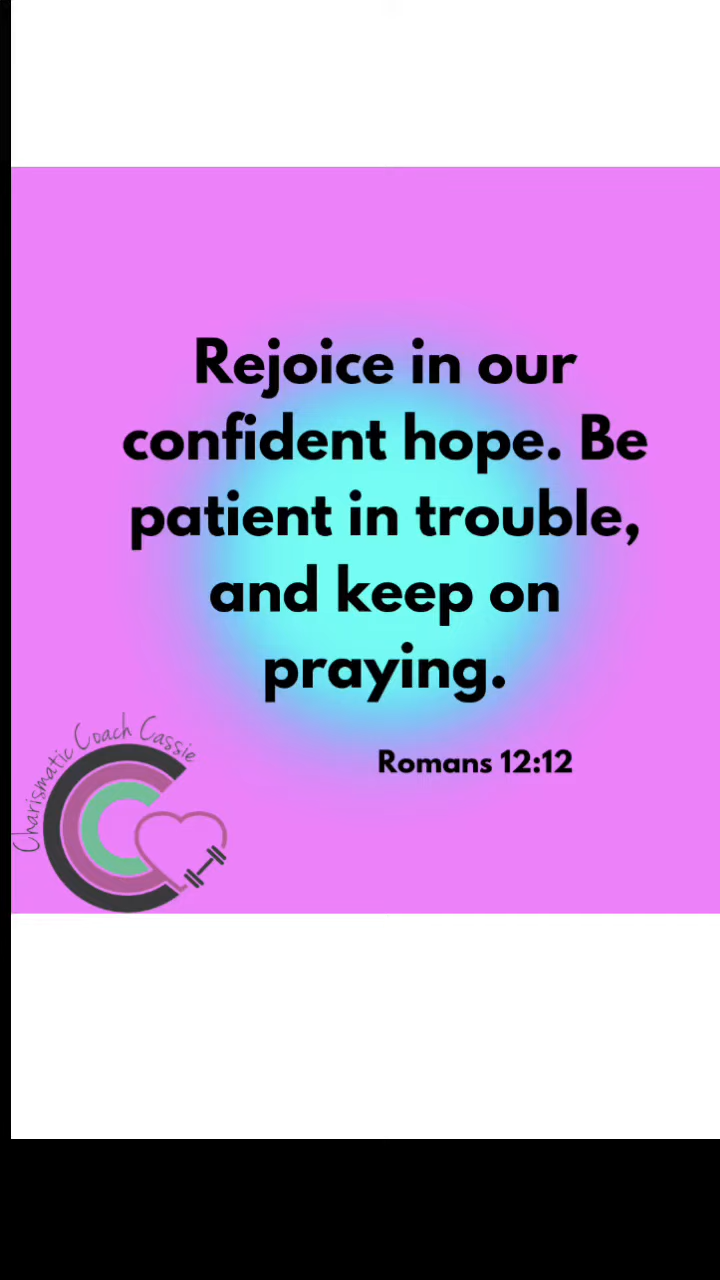 Rejoice in our
confident hope. Be
patient in trouble,
and keep on
praying.
Romans 12:12
Charismatic Coach Cassie